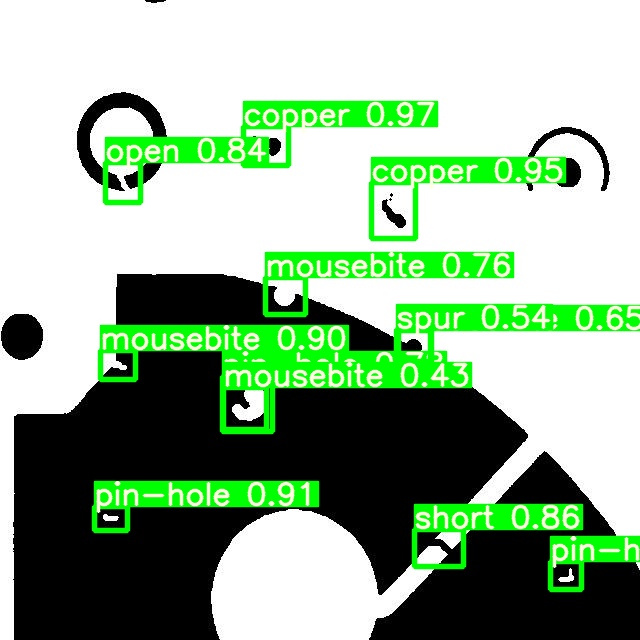 copper 0.97
open 0.84
copper 0.95
mousebite 0.76
spur 0.54
0.65
mousebite 0.90
mousebite 0.43
pin-hole 0.91
short 0.86
pin-h